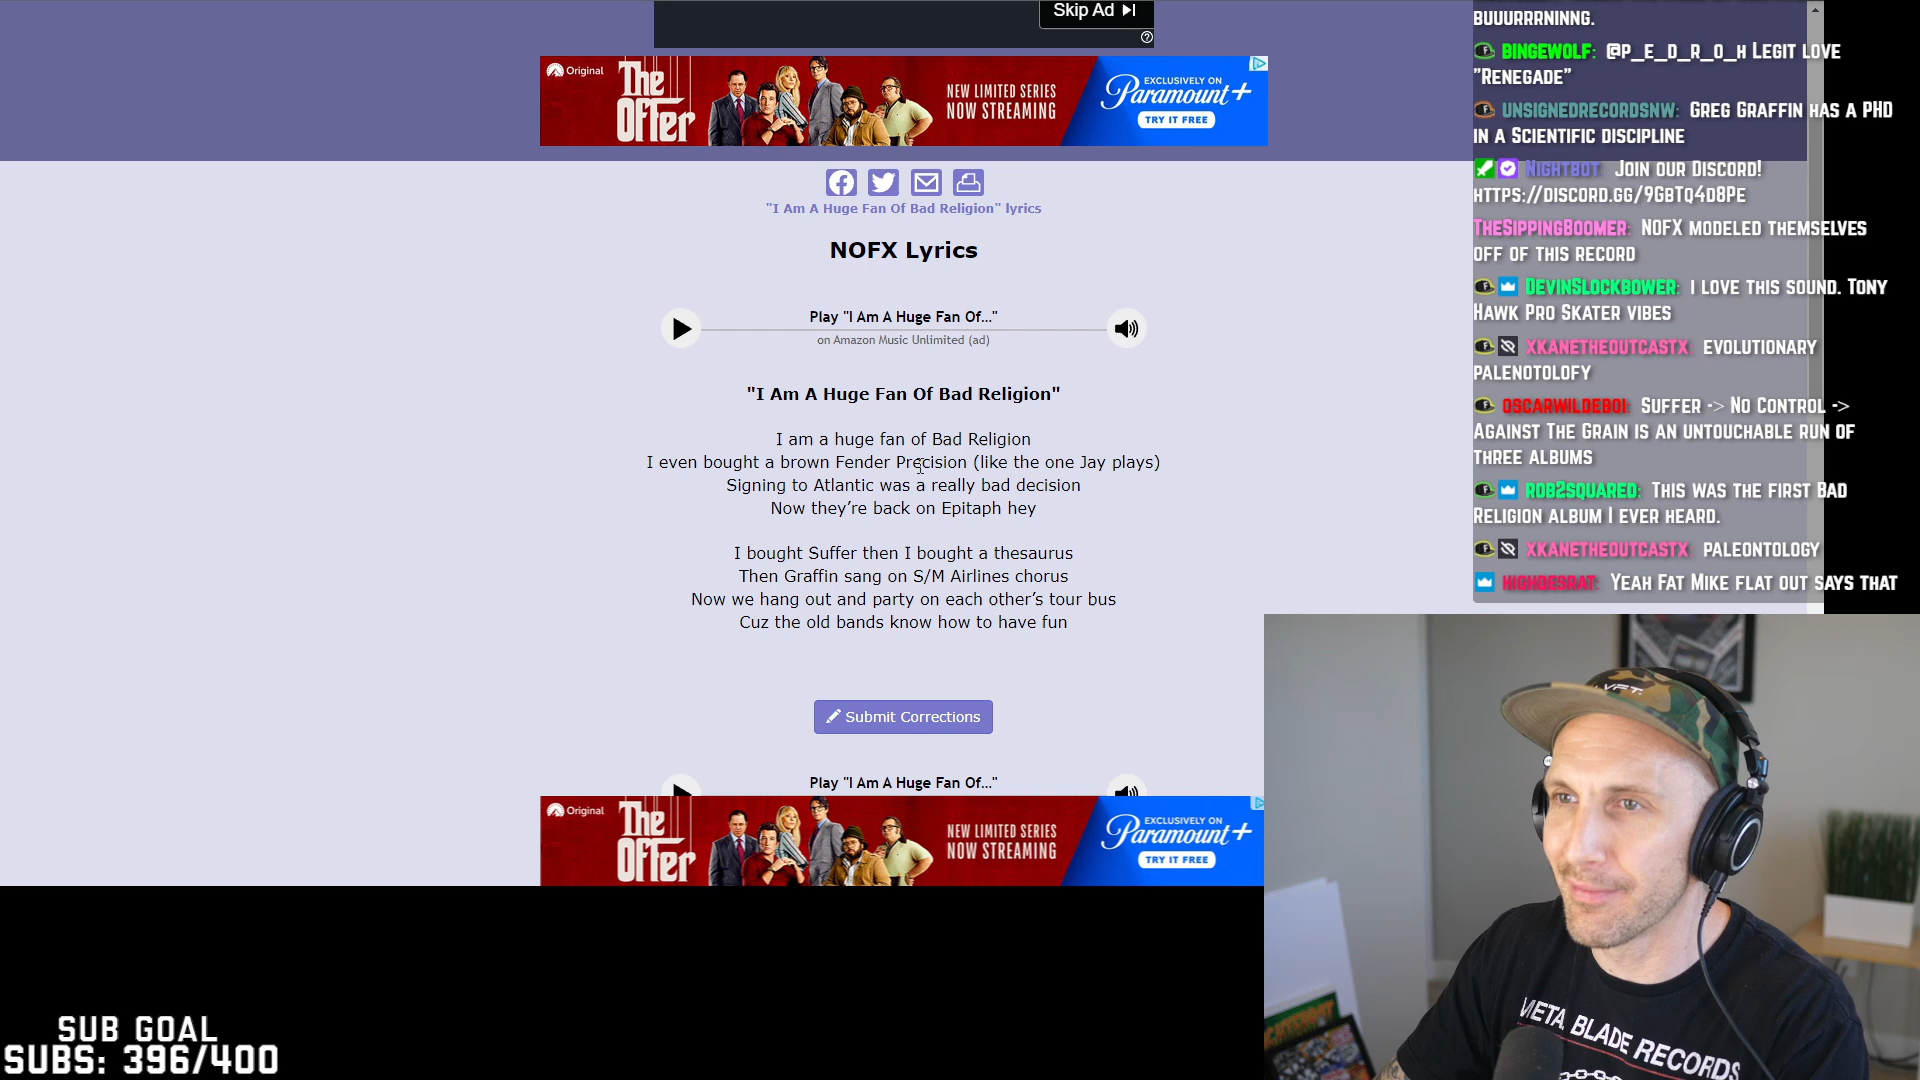 Skip Ad
Original
The Offer
NEW LIMITED SERIES
NOW STREAMING
EXCLUSIVELY ON
Paramount+
TRY IT FREE
"I Am A Huge Fan Of Bad Religion" lyrics
NOFX Lyrics
Play "I Am A Huge Fan Of..."
on Amazon Music Unlimited (ad)
"I Am A Huge Fan Of Bad Religion"
I am a huge fan of Bad Religion
I even bought a brown Fender Precision (like the one Jay plays)
Signing to Atlantic was a really bad decision
Now they're back on Epitaph hey
I bought Suffer then I bought a thesaurus
Then Graffin sang on S/M Airlines chorus
Now we hang out and party on each other's tour bus
Cuz the old bands know how to have fun
Submit Corrections
Play "I Am A Huge Fan Of..."
Original
The Offer
NEW LIMITED SERIES
NOW STREAMING
EXCLUSIVELY ON
Paramount+
TRY IT FREE
SUB GOAL
SUBS: 396/400
BUUURRRNINNG.
BINGEWOLF: @P_E_D_R_O_H LEGIT LOVE
"RENEGADE"
UNSIGNEDRECORDSNW: GREG GRAFFIN HAS A PHD
IN A SCIENTIFIC DISCIPLINE
NIGHTBOT: JOIN OUR DISCORD!
HTTPS://DISCORD.GG/9GBTQ4D8PE
THESIPPINGBOOMER: NOFX MODELED THEMSELVES
OFF OF THIS RECORD
DEVINSLOCKBOWER: I LOVE THIS SOUND. TONY
HAWK PRO SKATER VIBES
XKANETHEOUTCASTX: EVOLUTIONARY
PALENOTOLOFY
OSCARWILDEBOI: SUFFER -> NO CONTROL ->
AGAINST THE GRAIN IS AN UNTOUCHABLE RUN OF
THREE ALBUMS
ROB2SQUARED: THIS WAS THE FIRST BAD
RELIGION ALBUM I EVER HEARD.
XKANETHEOUTCASTX: PALEONTOLOGY
HIGHDESRAT: YEAH FAT MIKE FLAT OUT SAYS THAT
VFT.
META BLADE RECORDS